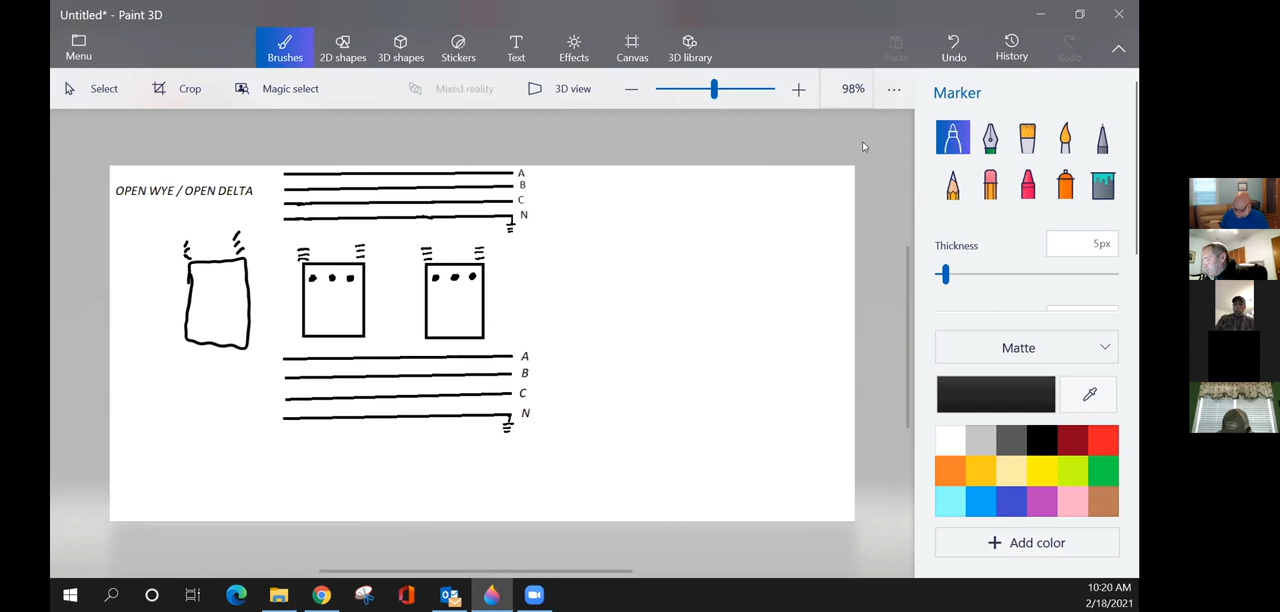 Untitled* - Paint 3D
Menu
Brushes
2D shapes
3D shapes
Stickers
Text
Effects
Canvas
3D library
Paste
Undo
History
Redo
Select
Crop
Magic select
Mixed reality
3D view
98%
Marker
OPEN WYE / OPEN DELTA
A
B
C
N
A
B
C
N
Thickness
5px
Matte
Add color
10:20 AM
2/18/2021